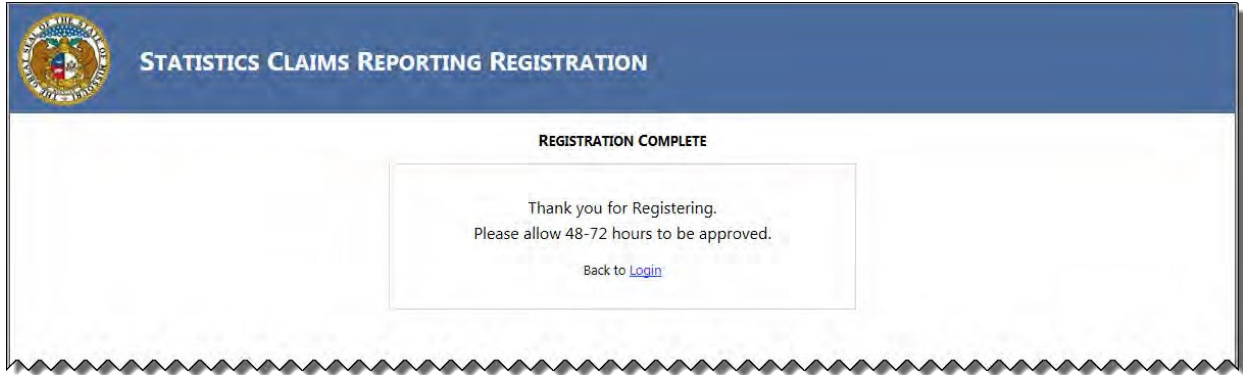 STATISTICS CLAIMS REPORTING REGISTRATION
REGISTRATION COMPLETE
Thank you for Registering.
Please allow 48-72 hours to be approved.
Back to Login